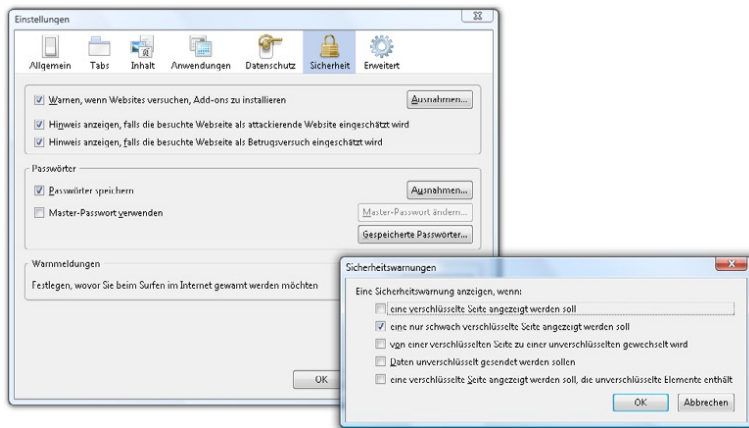 Einstellungen
Allgemein Tabs Inhalt Anwendungen Datenschutz Sicherheit Erweitert
Warnen, wenn Websites versuchen, Add-ons zu installieren
Ausnahmen...
Hinweis anzeigen, falls die besuchte Webseite als attackierende Website eingeschätzt wird
Hinweis anzeigen, falls die besuchte Webseite als Betrugsversuch eingeschätzt wird
Passwörter
Passwörter speichern
Ausnahmen...
Master-Passwort verwenden
Master-Passwort ändern...
Gespeicherte Passwörter...
Warnmeldungen
Festlegen, wovor Sie beim Surfen im Internet gewarnt werden möchten
OK
Sicherheitswarnungen
Eine Sicherheitswarnung anzeigen, wenn:
eine verschlüsselte Seite angezeigt werden soll
eine nur schwach verschlüsselte Seite angezeigt werden soll
von einer verschlüsselten Seite zu einer unverschlüsselten gewechselt wird
Daten unverschlüsselt gesendet werden sollen
eine verschlüsselte Seite angezeigt werden soll, die unverschlüsselte Elemente enthält
OK Abbrechen